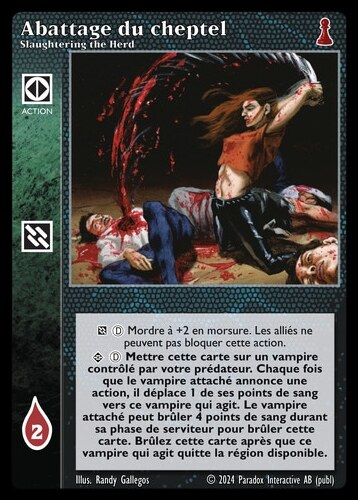 Abattage du cheptel
Slaughtering the Herd
ACTION
D Mordre à +2 en morsure. Les alliés ne
peuvent pas bloquer cette action.
D Mettre cette carte sur un vampire
contrôlé par votre prédateur. Chaque fois
que le vampire attaché annonce une
action, il déplace 1 de ses points de sang
vers ce vampire qui agit. Le vampire
attaché peut brûler 4 points de sang durant
sa phase de serviteur pour brûler cette
carte. Brûlez cette carte après que ce
vampire qui agit quitte la région disponible.
2
Illus. Randy Gallegos © 2024 Paradox Interactive AB (publ)